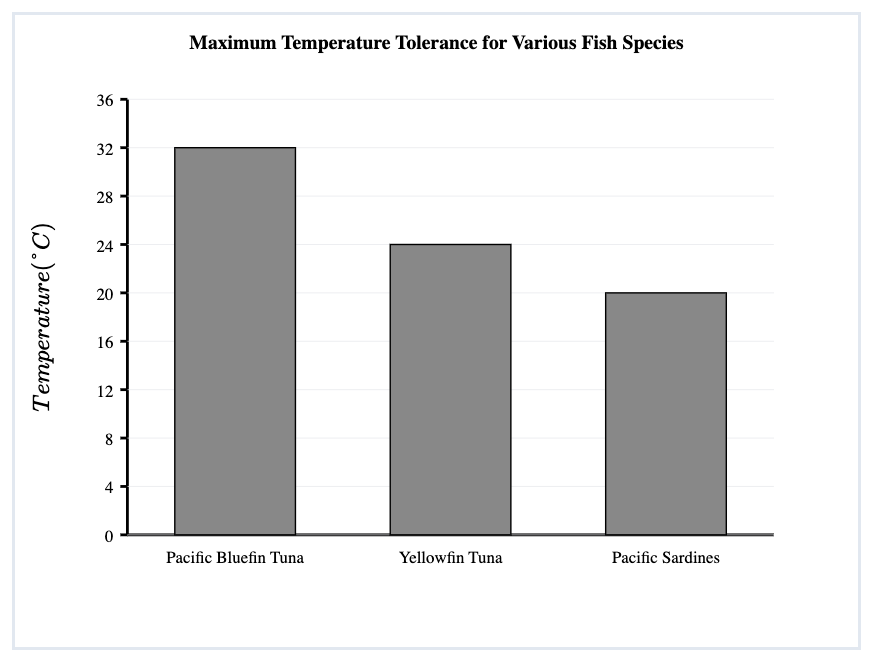 Maximum Temperature Tolerance for Various Fish Species
Temperature(°C)
36
32
28
24
20
16
12
8
4
0
Pacific Bluefin Tuna
Yellowfin Tuna
Pacific Sardines